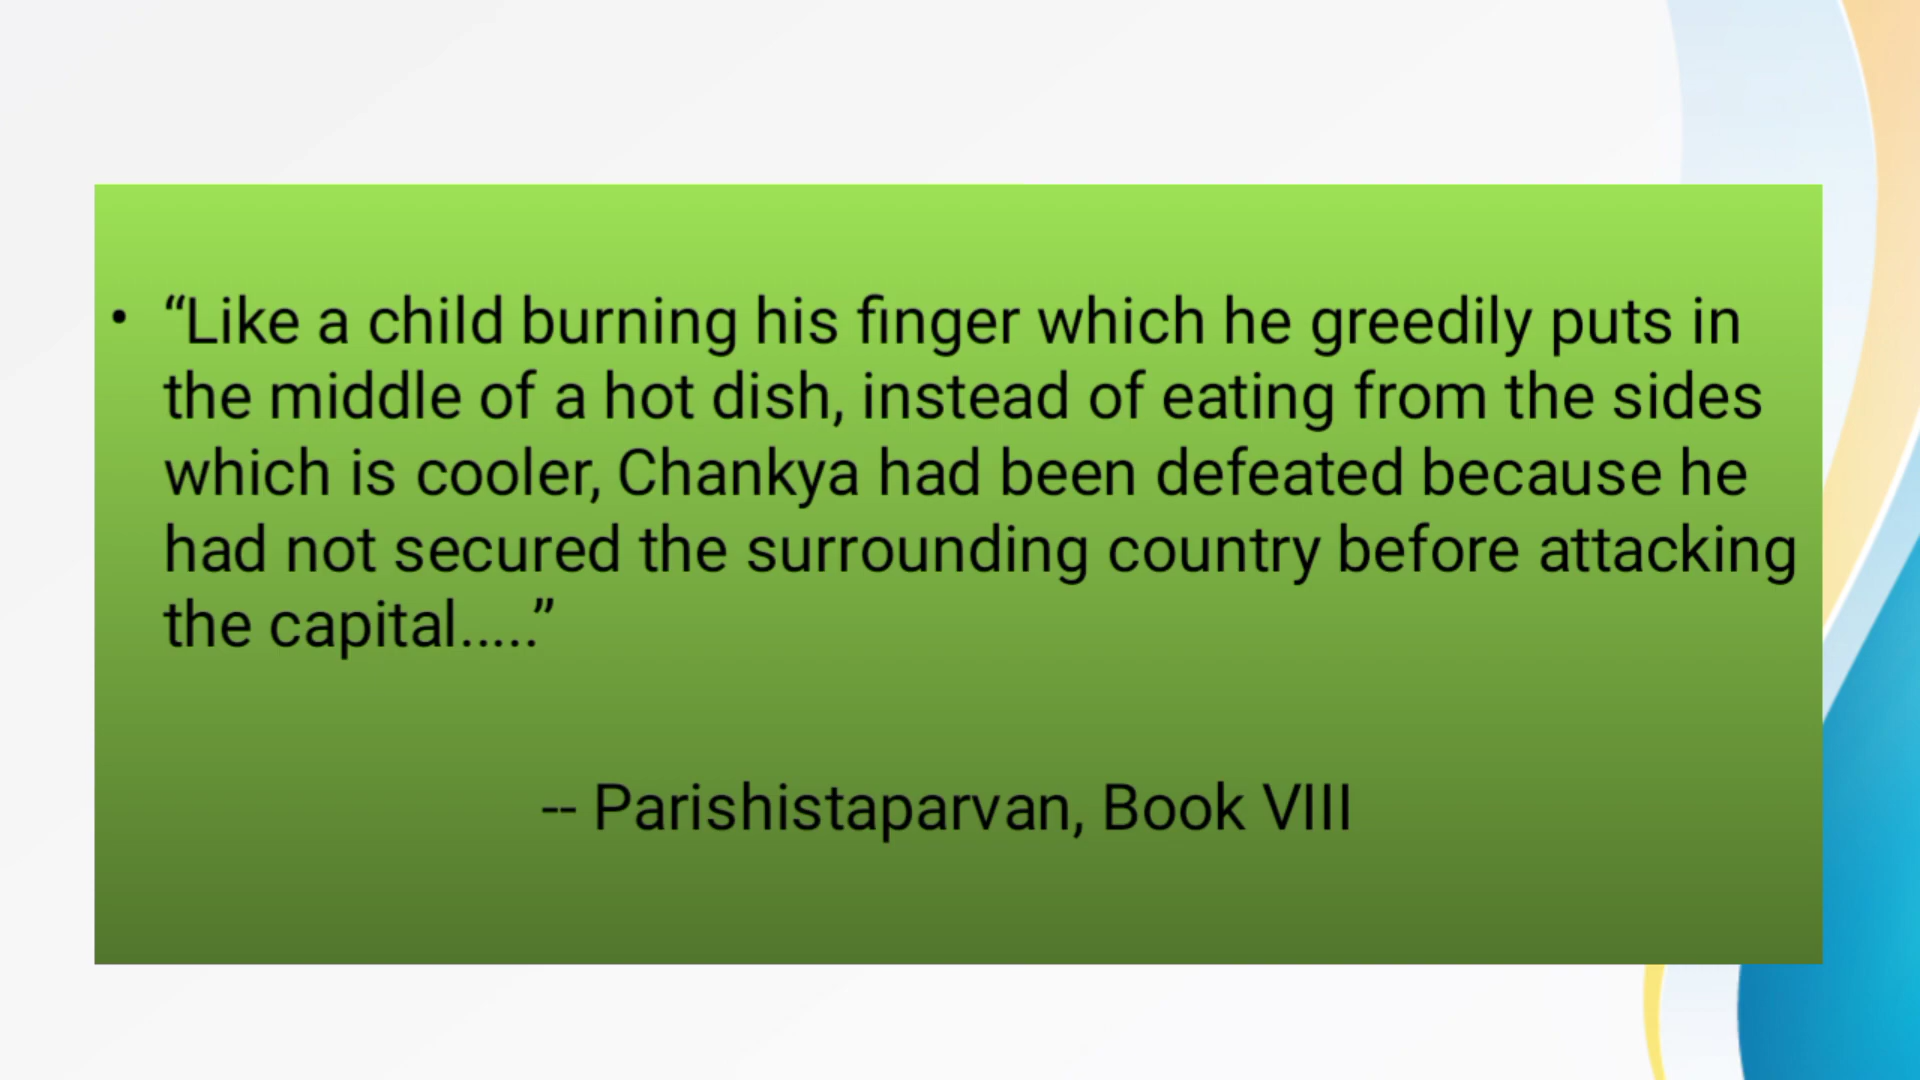 • “Like a child burning his finger which he greedily puts in
the middle of a hot dish, instead of eating from the sides
which is cooler, Chankya had been defeated because he
had not secured the surrounding country before attacking
the capital.....”
-- Parishistaparvan, Book VIII